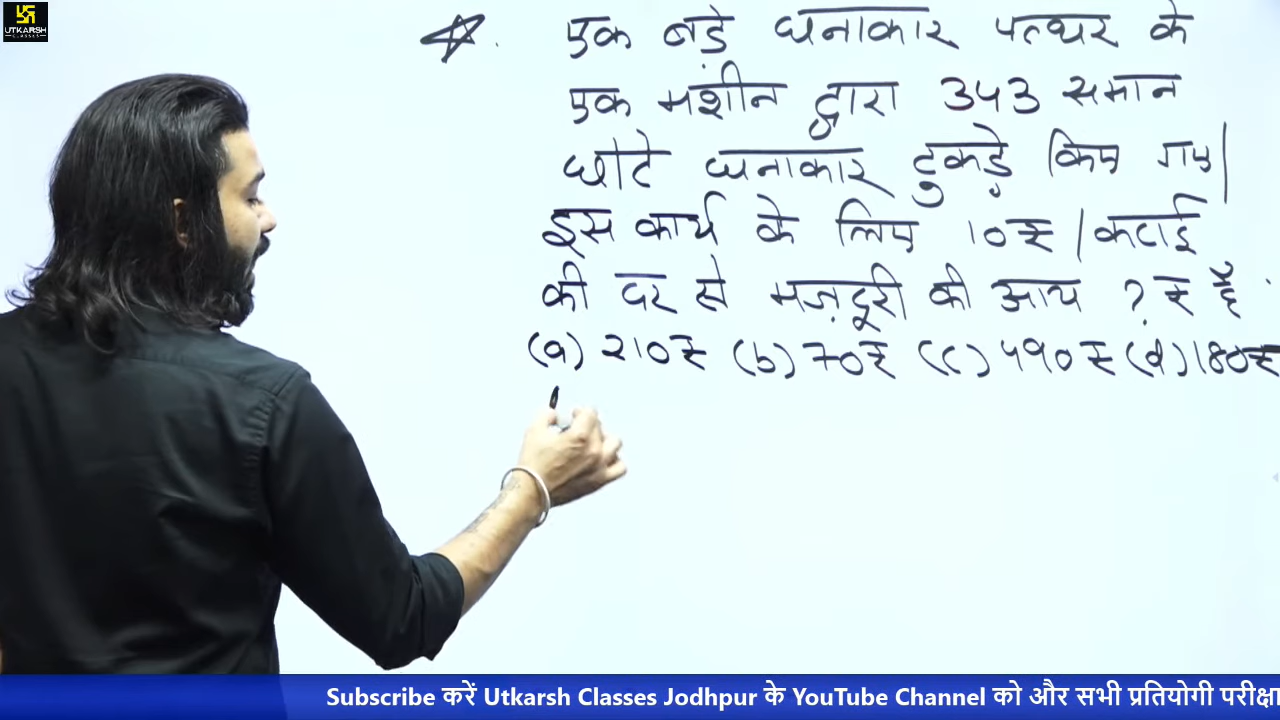 UTKARSH
CLASSES
एक बड़े घनाकार पत्थर के
एक मशीन द्वारा 343 समान
छोटे घनाकार टुकड़े किए गए|
इस कार्य के लिए 10₹ | कटाई
की दर से मज़दूरी की आय ? ₹ है
(a) 210₹ (b) 70₹ (c) 490₹ (d) 180₹
Subscribe करें Utkarsh Classes Jodhpur के YouTube Channel को और सभी प्रतियोगी परीक्षा